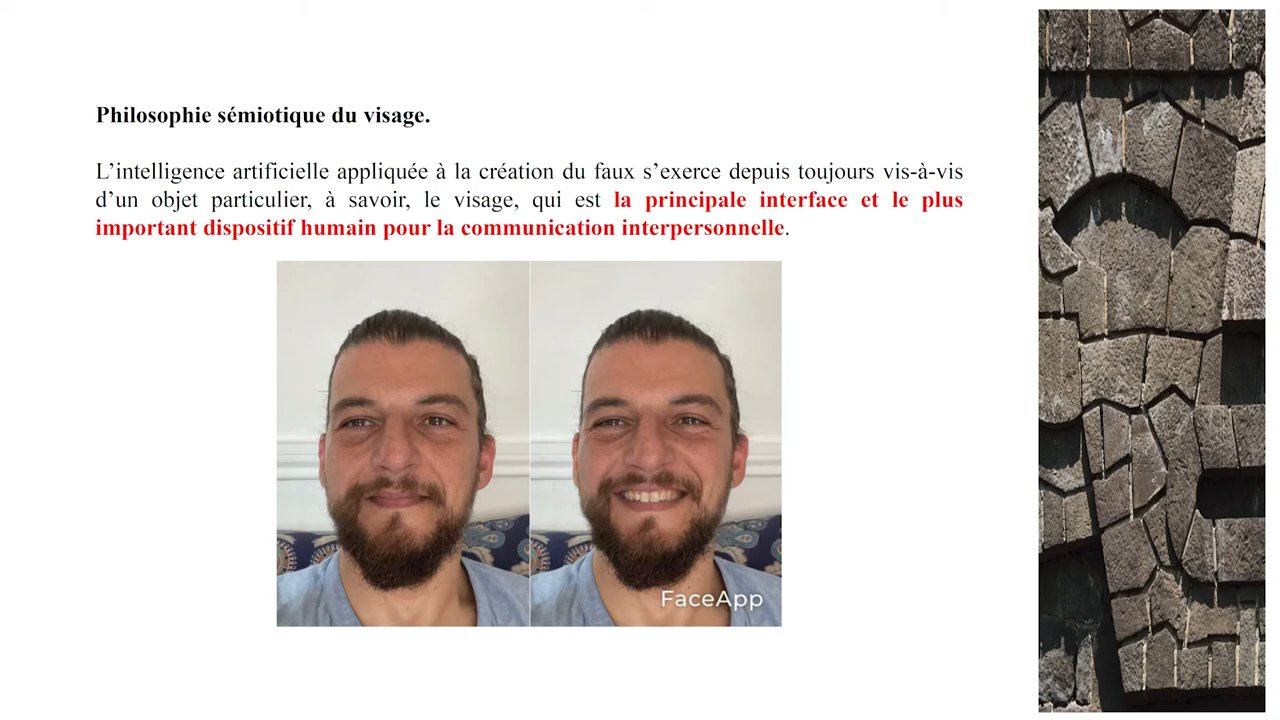 Philosophie sémiotique du visage.
L’intelligence artificielle appliquée à la création du faux s’exerce depuis toujours vis-à-vis
d’un objet particulier, à savoir, le visage, qui est la principale interface et le plus
important dispositif humain pour la communication interpersonnelle.
FaceApp